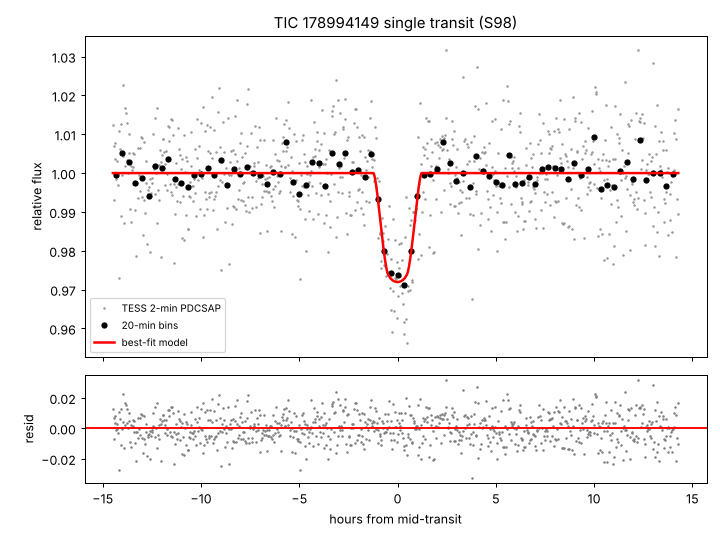 TIC 178994149 single transit (S98)
relative flux
1.03
1.02
1.01
1.00
0.99
0.98
0.97
0.96
TESS 2-min PDCSAP
20-min bins
best-fit model
resid
0.02
0.00
−0.02
−15 −10 −5 0 5 10 15
hours from mid-transit